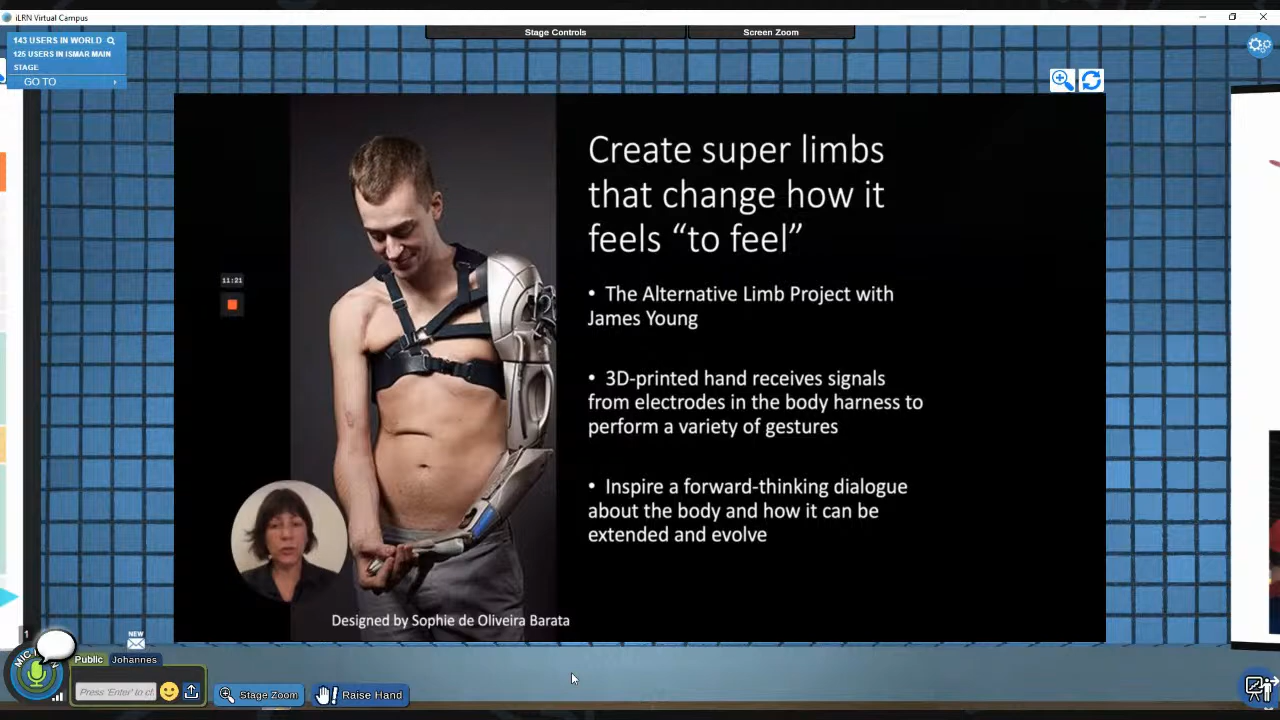 iLRN Virtual Campus
143 USERS IN WORLD
125 USERS IN ISMAR MAIN
STAGE
GO TO
Stage Controls
Screen Zoom
Create super limbs
that change how it
feels “to feel”
• The Alternative Limb Project with
James Young
• 3D-printed hand receives signals
from electrodes in the body harness to
perform a variety of gestures
• Inspire a forward-thinking dialogue
about the body and how it can be
extended and evolve
11:21
Designed by Sophie de Oliveira Barata
1
NEW
Public
Johannes
Press 'Enter' to
Stage Zoom
Raise Hand